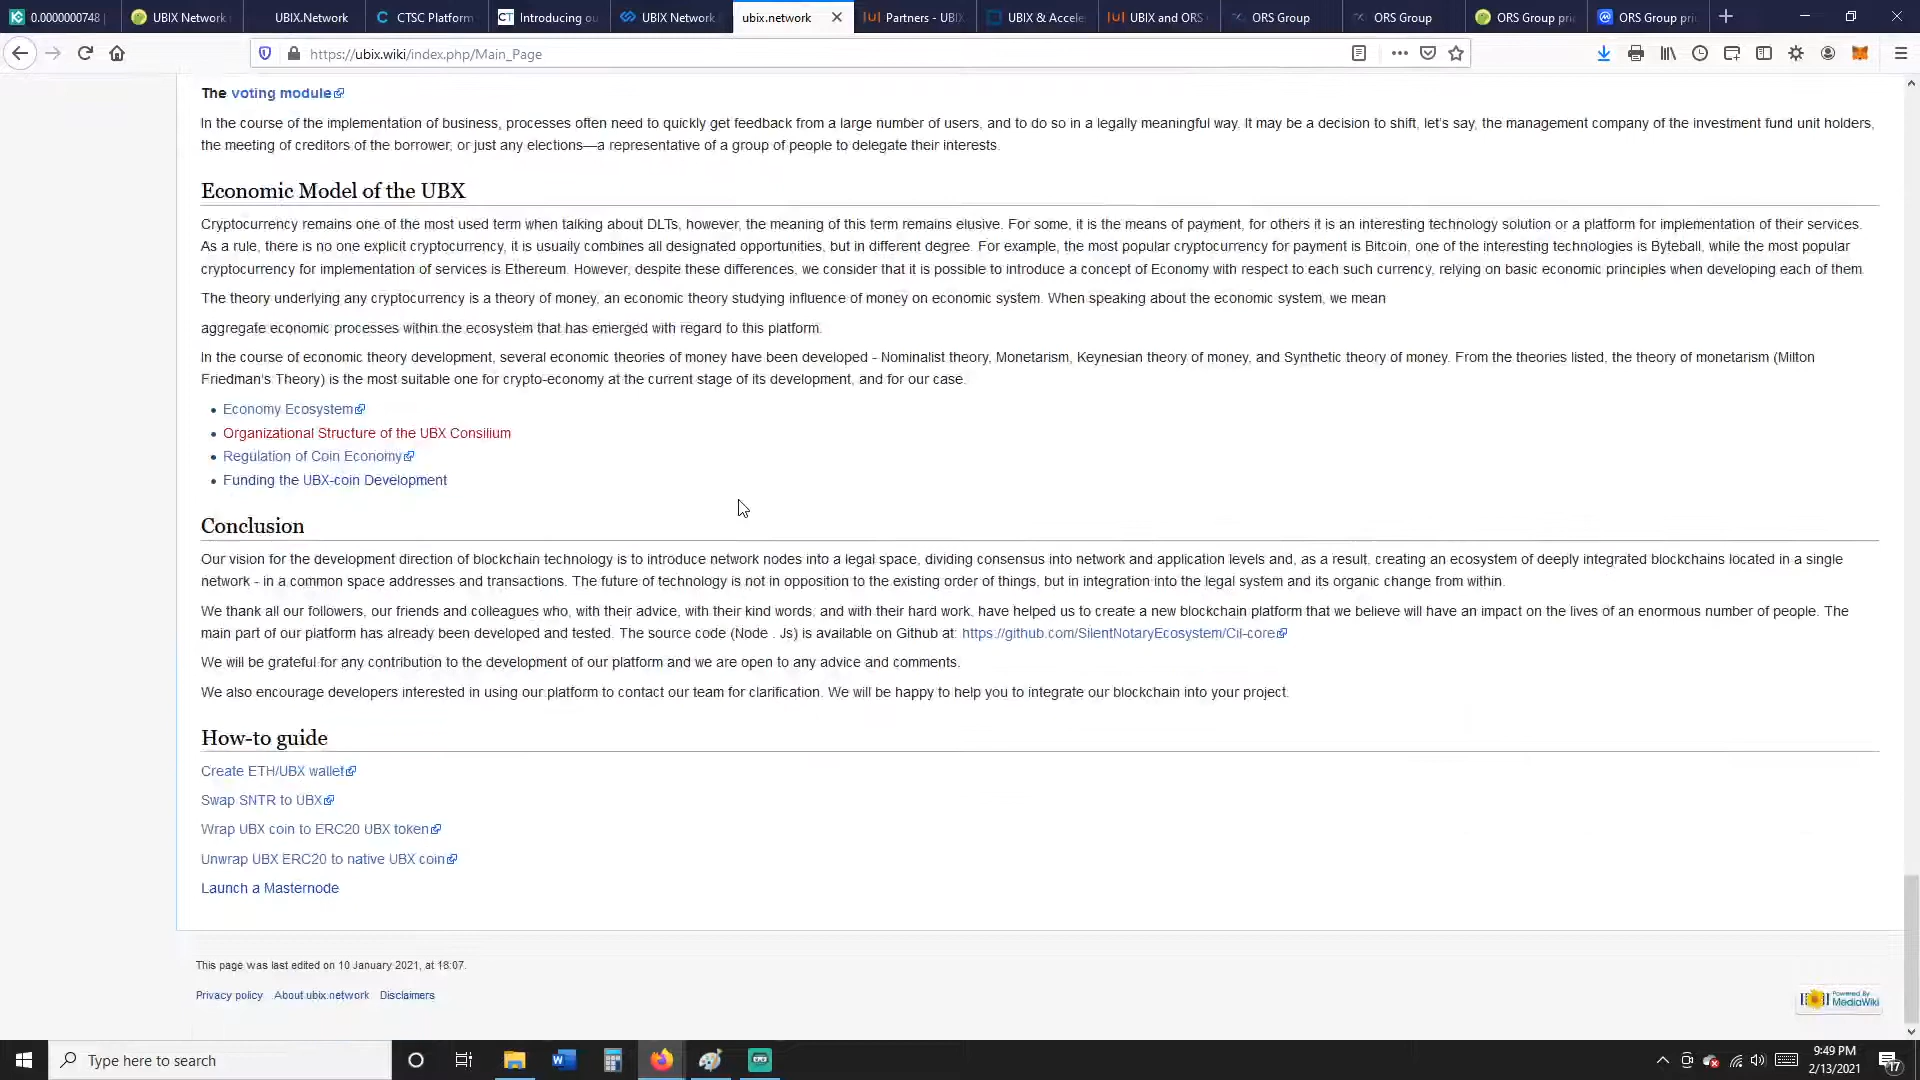 0.0000000748
UBIX Network
UBIX.Network
CTSC Platform
CT Introducing ou
UBIX Network
ubix.network
Partners - UBIX
UBIX & Accele
UBIX and ORS
ORS Group
ORS Group
ORS Group pri
ORS Group pri
https://ubix.wiki/index.php/Main_Page
The voting module
In the course of the implementation of business, processes often need to quickly get feedback from a large number of users, and to do so in a legally meaningful way. It may be a decision to shift, let's say, the management company of the investment fund unit holders,
the meeting of creditors of the borrower, or just any elections—a representative of a group of people to delegate their interests.
Economic Model of the UBX
Cryptocurrency remains one of the most used term when talking about DLTs, however, the meaning of this term remains elusive. For some, it is the means of payment, for others it is an interesting technology solution or a platform for implementation of their services.
As a rule, there is no one explicit cryptocurrency, it is usually combines all designated opportunities, but in different degree. For example, the most popular cryptocurrency for payment is Bitcoin, one of the interesting technologies is Byteball, while the most popular
cryptocurrency for implementation of services is Ethereum. However, despite these differences, we consider that it is possible to introduce a concept of Economy with respect to each such currency, relying on basic economic principles when developing each of them.
The theory underlying any cryptocurrency is a theory of money, an economic theory studying influence of money on economic system. When speaking about the economic system, we mean
aggregate economic processes within the ecosystem that has emerged with regard to this platform.
In the course of economic theory development, several economic theories of money have been developed - Nominalist theory, Monetarism, Keynesian theory of money, and Synthetic theory of money. From the theories listed, the theory of monetarism (Milton
Friedman's Theory) is the most suitable one for crypto-economy at the current stage of its development, and for our case.
Economy Ecosystem
Organizational Structure of the UBX Consilium
Regulation of Coin Economy
Funding the UBX-coin Development
Conclusion
Our vision for the development direction of blockchain technology is to introduce network nodes into a legal space, dividing consensus into network and application levels and, as a result, creating an ecosystem of deeply integrated blockchains located in a single
network - in a common space addresses and transactions. The future of technology is not in opposition to the existing order of things, but in integration into the legal system and its organic change from within.
We thank all our followers, our friends and colleagues who, with their advice, with their kind words, and with their hard work, have helped us to create a new blockchain platform that we believe will have an impact on the lives of an enormous number of people. The
main part of our platform has already been developed and tested. The source code (Node . Js) is available on Github at: https://github.com/SilentNotaryEcosystem/Cil-core
We will be grateful for any contribution to the development of our platform and we are open to any advice and comments.
We also encourage developers interested in using our platform to contact our team for clarification. We will be happy to help you to integrate our blockchain into your project.
How-to guide
Create ETH/UBX wallet
Swap SNTR to UBX
Wrap UBX coin to ERC20 UBX token
Unwrap UBX ERC20 to native UBX coin
Launch a Masternode
This page was last edited on 10 January 2021, at 18:07.
Privacy policy About ubix.network Disclaimers
Powered By
MediaWiki
Type here to search
9:49 PM
2/13/2021
17